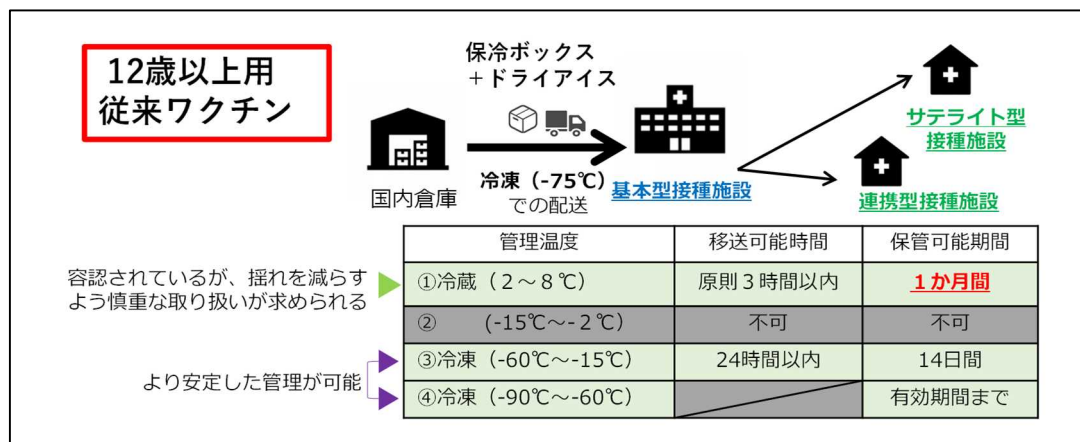 12歳以上用
従来ワクチン
保冷ボックス
＋ドライアイス
国内倉庫
冷凍（-75℃）
での配送
基本型接種施設
サテライト型
接種施設
連携型接種施設
管理温度 移送可能時間 保管可能期間
容認されているが、揺れを減らす
よう慎重な取り扱いが求められる
①冷蔵（２～８℃） 原則３時間以内 １か月間
② (-15℃～-２℃) 不可 不可
③冷凍（-60℃～-15℃） 24時間以内 14日間
より安定した管理が可能
④冷凍（-90℃～-60℃） 有効期間まで